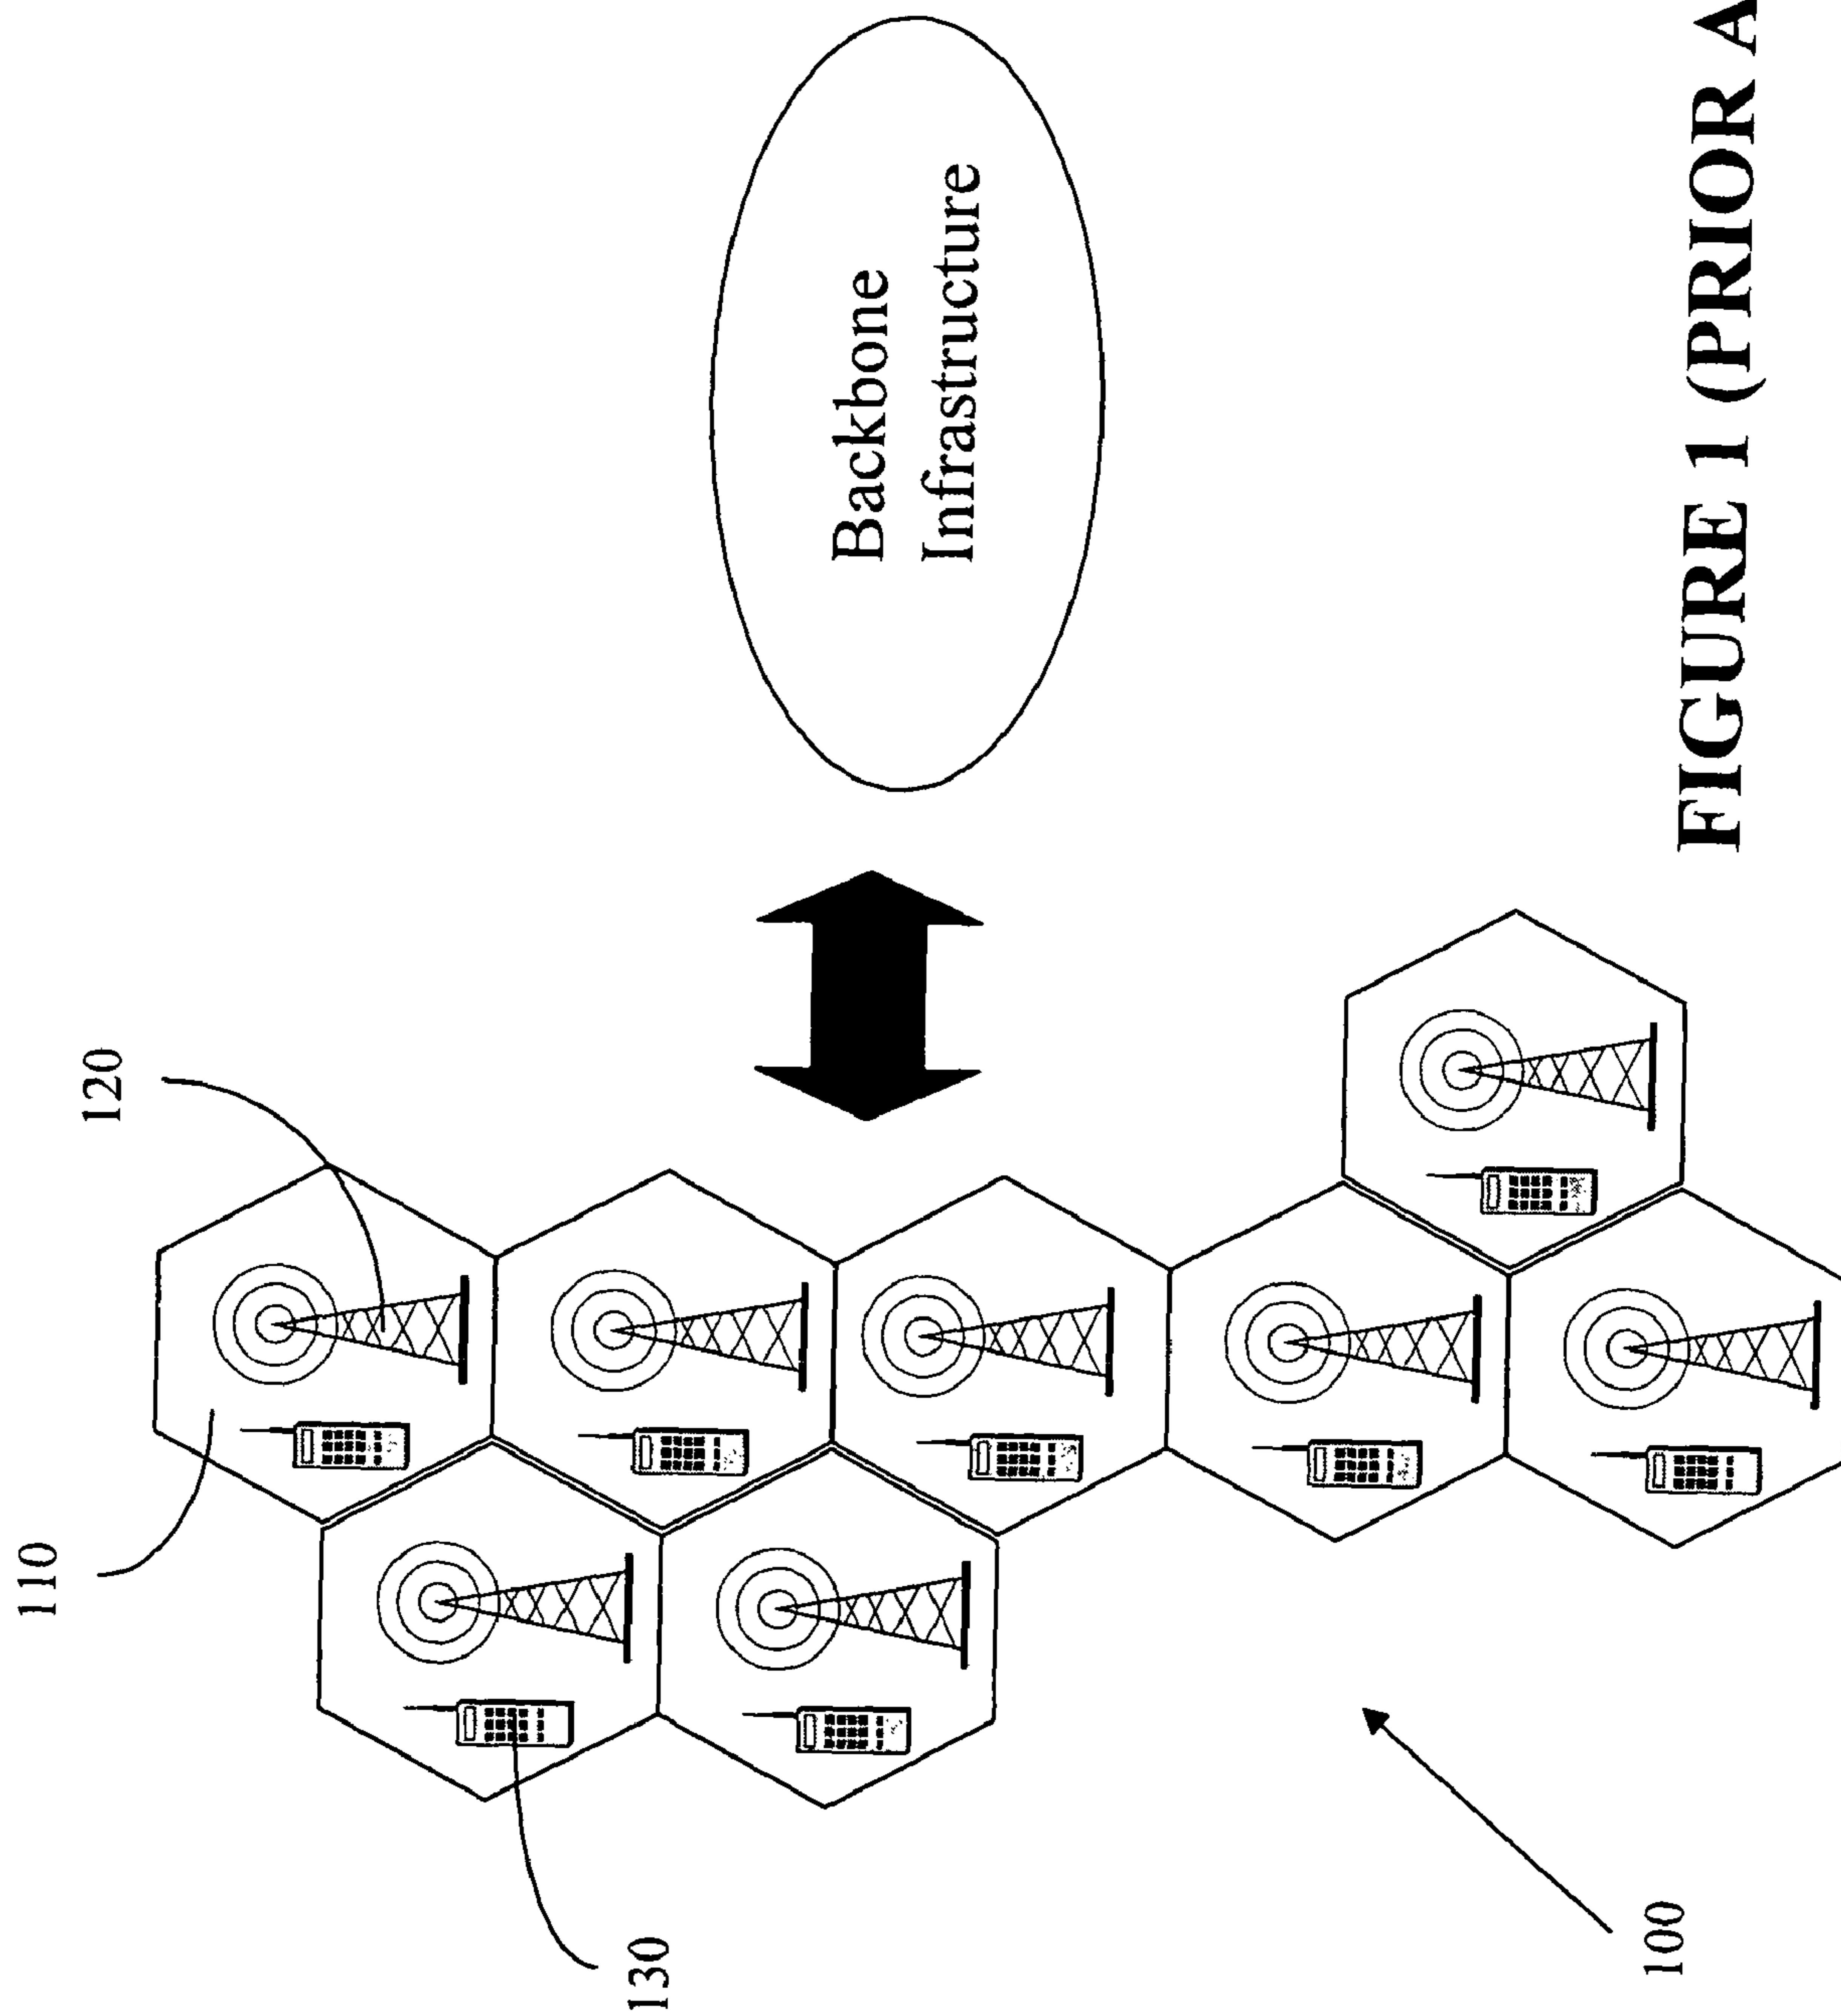 110
120
130
Backbone
Infrastructure
100
FIGURE 1 (PRIOR A